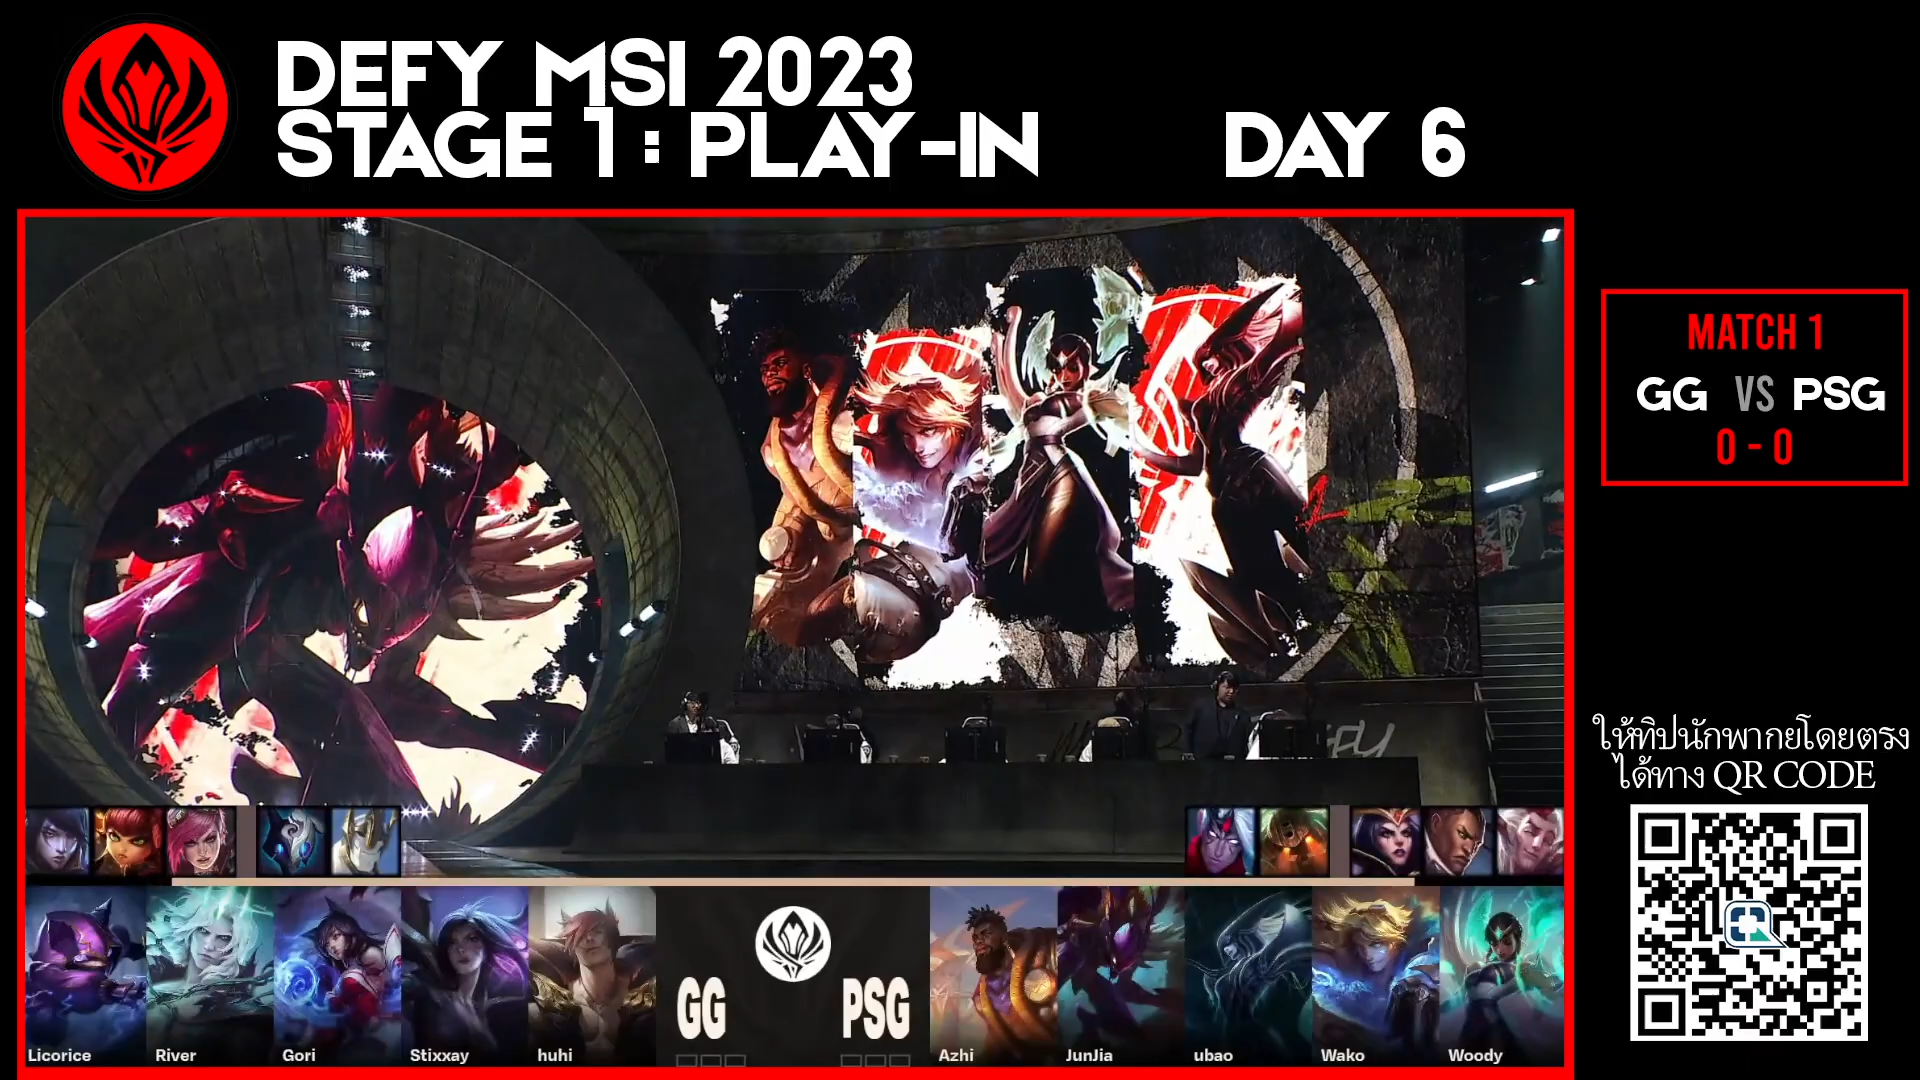 DEFY MSI 2023
STAGE 1 : PLAY-IN
DAY 6
MATCH 1
GG VS PSG
0 - 0
ให้ทิปนักพากย์โดยตรง
ได้ทาง QR CODE
GG
PSG
Licorice
River
Gori
Stixxay
huhi
Azhi
JunJia
ubao
Wako
Woody